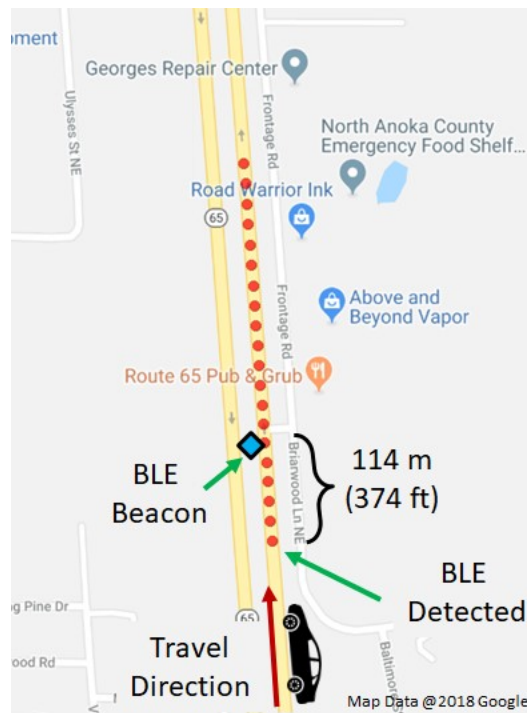 oment
Georges Repair Center
Ulysses St NE
Frontage Rd
North Anoka County
Emergency Food Shelf...
Road Warrior Ink
65
Frontage Rd
Above and
Beyond Vapor
Route 65 Pub & Grub
BLE
Beacon
Briarwood Ln NE
114 m
(374 ft)
BLE
Detected
g Pine Dr
65
ood Rd
Travel
Direction
Baltimore
Map Data @2018 Google